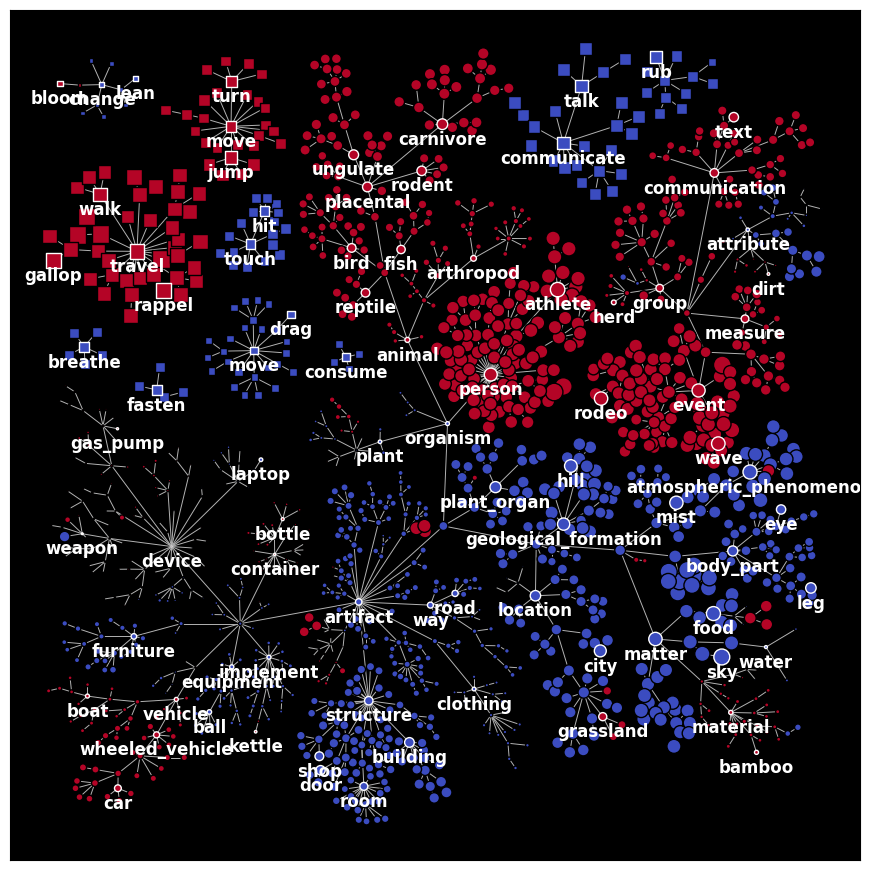 rub
bloom
change
lean
turn
talk
text
move
carnivore
communicate
jump
ungulate
rodent
communication
placental
walk
hit
attribute
travel
touch
bird
fish
arthropod
gallop
dirt
rappel
reptile
athlete
herd
group
drag
measure
breathe
move
consume
animal
fasten
person
rodeo
event
gas_pump
organism
plant
wave
laptop
hill
atmospheric_phenomeno
plant_organ
mist
eye
weapon
device
bottle
geological_formation
container
body_part
leg
artifact
way
road
location
food
furniture
implement
equipment
city
matter
sky
water
boat
vehicle
ball
structure
clothing
grassland
material
wheeled_vehicle
kettle
building
shop
door
bamboo
car
room